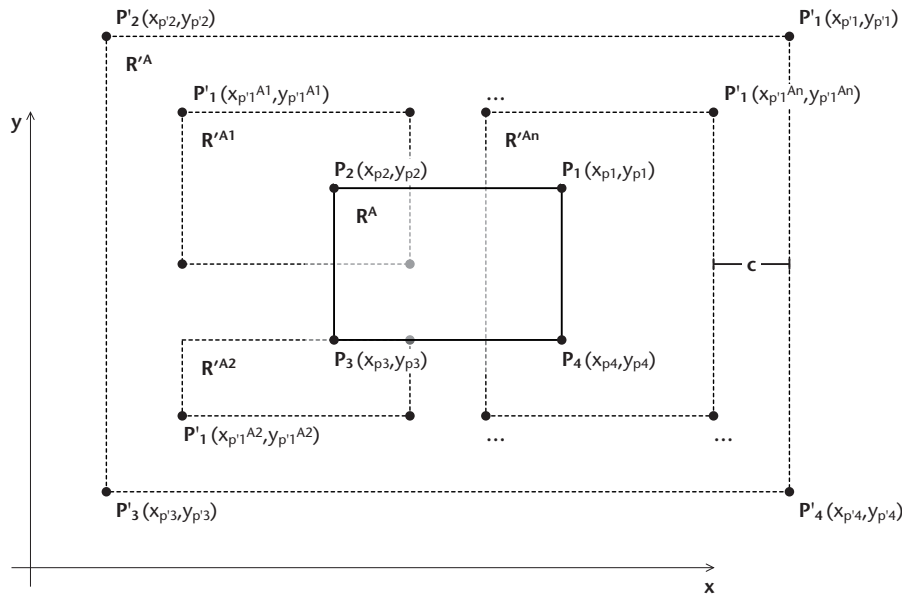 P'2 (xp'2,yp'2) P'1 (xp'1,yp'1)
R'A
P'1 (xp'1A1,yp'1A1) ... P'1 (xp'1An,yp'1An)
y
R'A1 R'An
P2 (xp2,yp2) P1 (xp1,yp1)
RA
c
P3 (xp3,yp3) P4 (xp4,yp4)
R'A2
P'1 (xp'1A2,yp'1A2) ... ...
P'3 (xp'3,yp'3) P'4 (xp'4,yp'4)
x